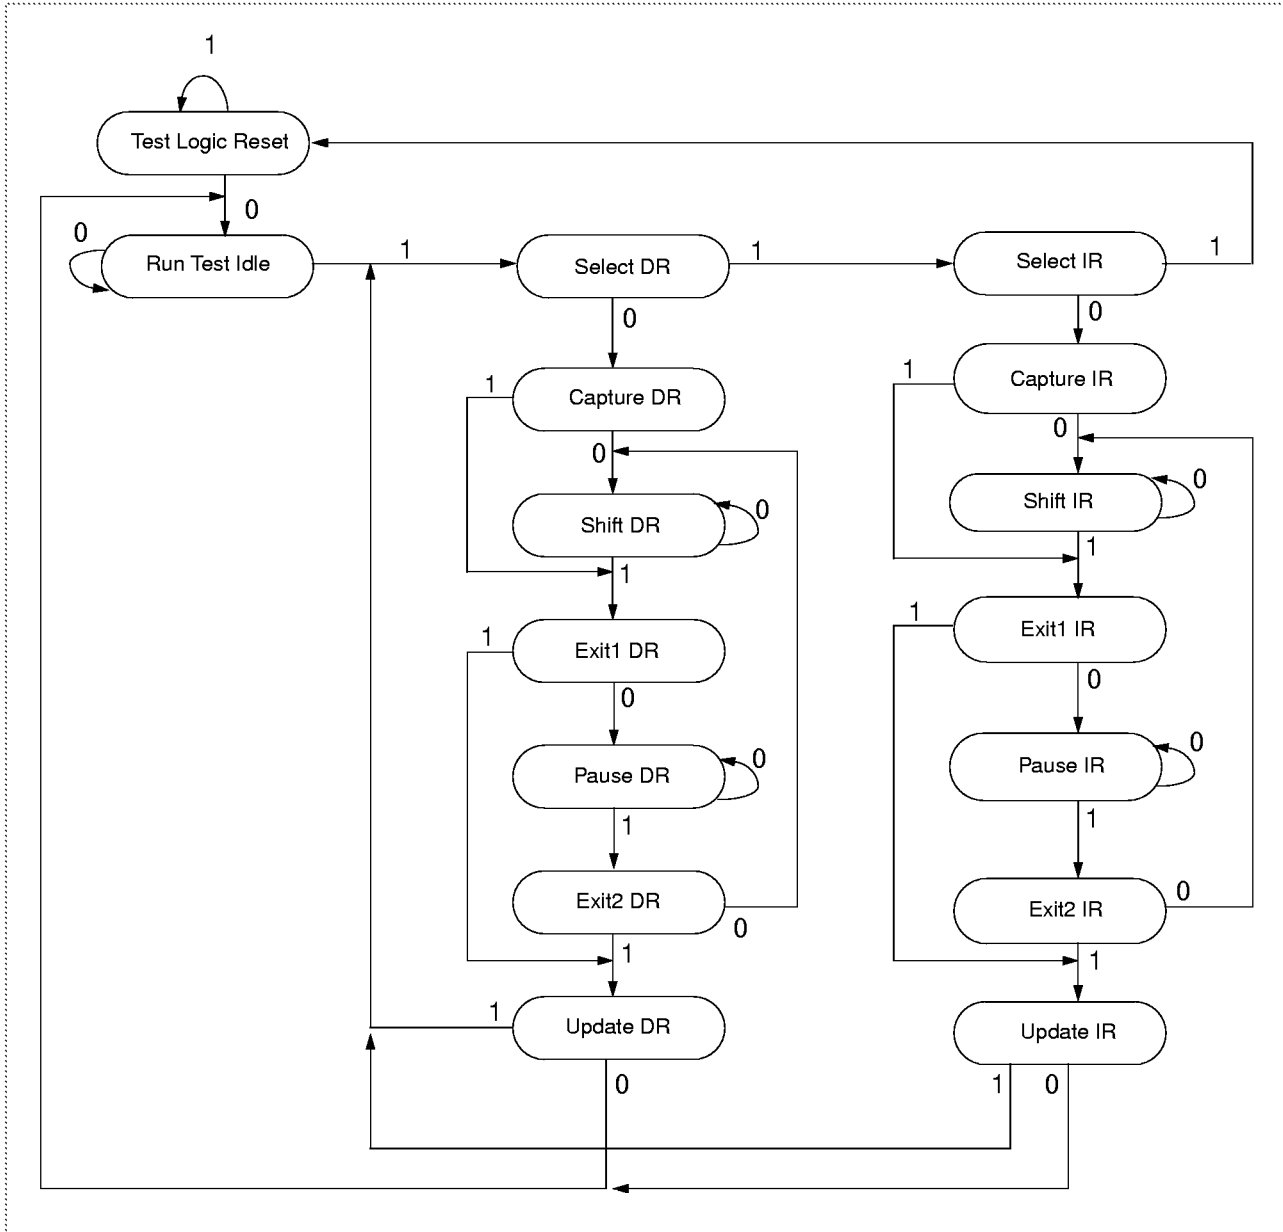 1
Test Logic Reset
0
0
Run Test Idle
1
Select DR
1
Select IR
1
0
0
1
Capture DR
1
Capture IR
0
0
Shift DR
0
Shift IR
0
1
1
1
Exit1 DR
1
Exit1 IR
0
0
Pause DR
0
Pause IR
0
1
1
Exit2 DR
0
Exit2 IR
0
1
1
1
Update DR
Update IR
0
1
0